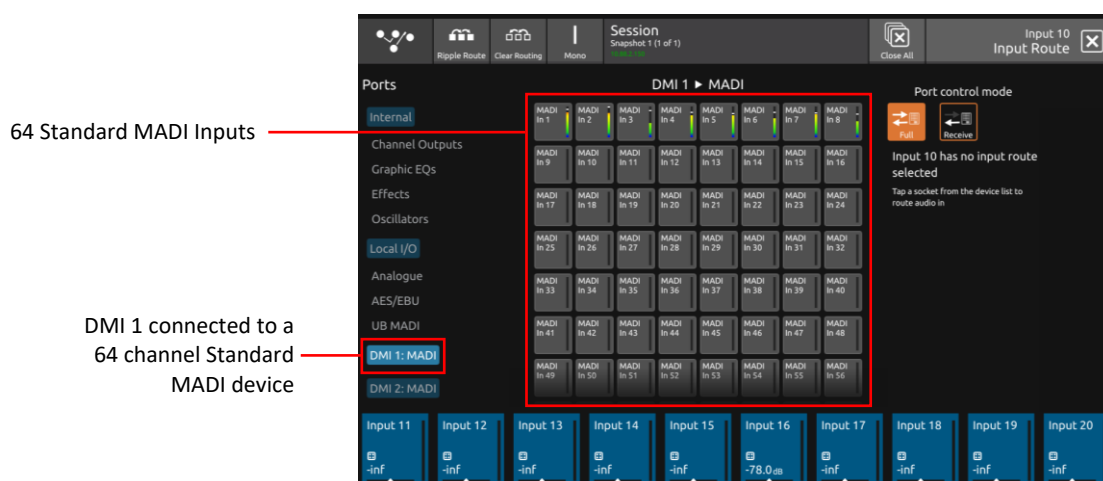 Session
Snapshot 1 (1 of 1)
Ripple Route
Clear Routing
Mono
Close All
Input 10
Input Route
Ports
DMI 1 ▸ MADI
Port control mode
Internal
Channel Outputs
Graphic EQs
Effects
Oscillators
Local I/O
Analogue
AES/EBU
UB MADI
DMI 1: MADI
DMI 2: MADI
64 Standard MADI Inputs
DMI 1 connected to a
64 channel Standard
MADI device
MADI In 1
MADI In 2
MADI In 3
MADI In 4
MADI In 5
MADI In 6
MADI In 7
MADI In 8
MADI In 9
MADI In 10
MADI In 11
MADI In 12
MADI In 13
MADI In 14
MADI In 15
MADI In 16
MADI In 17
MADI In 18
MADI In 19
MADI In 20
MADI In 21
MADI In 22
MADI In 23
MADI In 24
MADI In 25
MADI In 26
MADI In 27
MADI In 28
MADI In 29
MADI In 30
MADI In 31
MADI In 32
MADI In 33
MADI In 34
MADI In 35
MADI In 36
MADI In 37
MADI In 38
MADI In 39
MADI In 40
MADI In 41
MADI In 42
MADI In 43
MADI In 44
MADI In 45
MADI In 46
MADI In 47
MADI In 48
MADI In 49
MADI In 50
MADI In 51
MADI In 52
MADI In 53
MADI In 54
MADI In 55
MADI In 56
Full
Receive
Input 10 has no input route
selected
Tap a socket from the device list to
route audio in
Input 11
-inf
Input 12
-inf
Input 13
-inf
Input 14
-inf
Input 15
-inf
Input 16
-78.0 dB
Input 17
-inf
Input 18
-inf
Input 19
-inf
Input 20
-inf